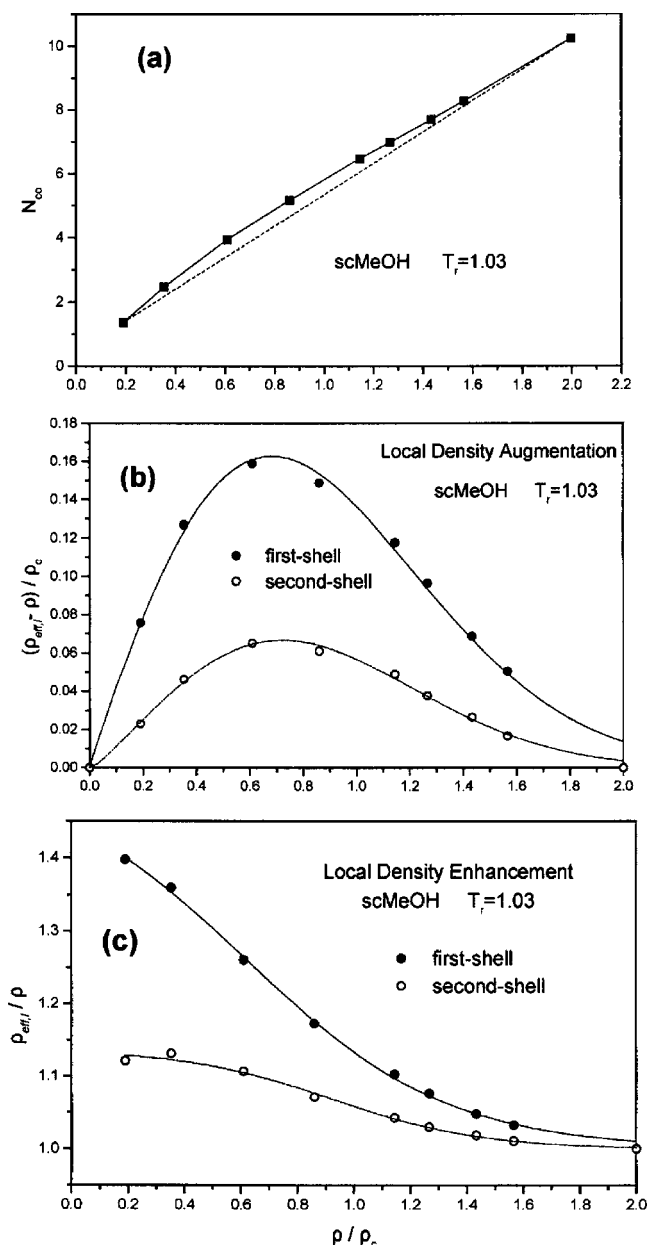 (a)
10
8
6
4
2
0
N_co
scMeOH T_r=1.03
0.0 0.2 0.4 0.6 0.8 1.0 1.2 1.4 1.6 1.8 2.0 2.2
0.18
0.16
0.14
0.12
0.10
0.08
0.06
0.04
0.02
0.00
(ρ_eff,l - ρ) / ρ_c
(b)
Local Density Augmentation
scMeOH T_r=1.03
first-shell
second-shell
0.0 0.2 0.4 0.6 0.8 1.0 1.2 1.4 1.6 1.8 2.0
1.4
1.3
1.2
1.1
1.0
ρ_eff,l / ρ
Local Density Enhancement
scMeOH T_r=1.03
(c)
first-shell
second-shell
0.0 0.2 0.4 0.6 0.8 1.0 1.2 1.4 1.6 1.8 2.0
ρ / ρ_c